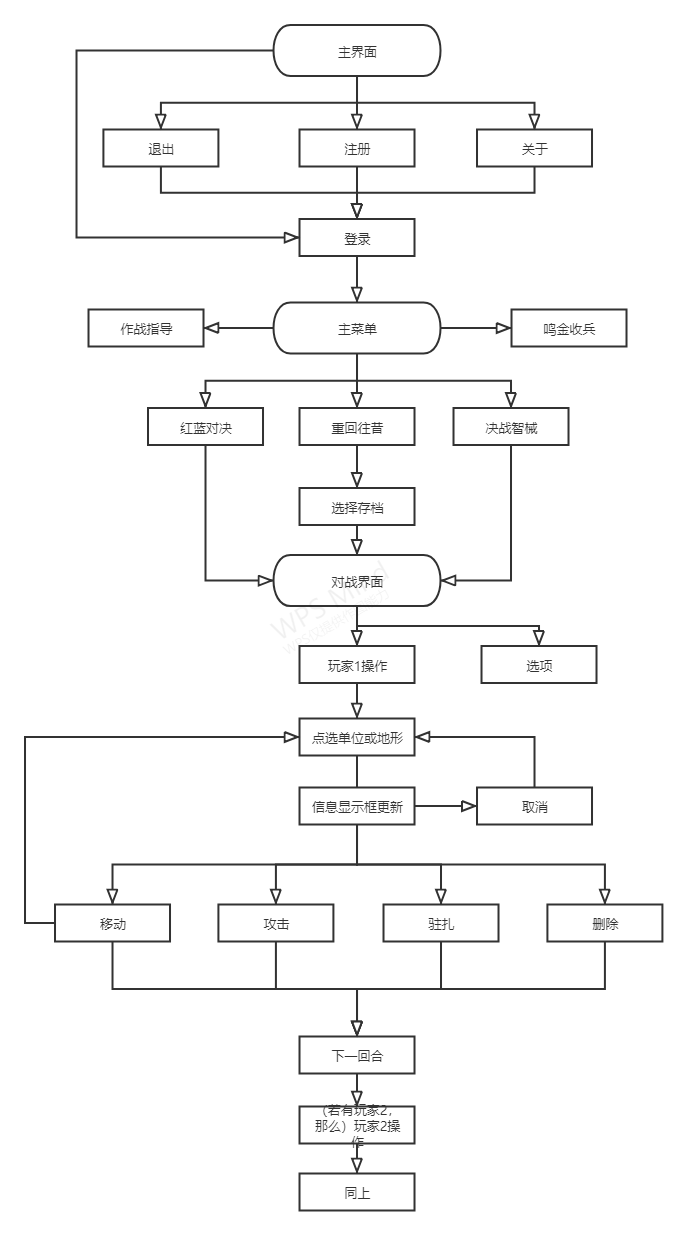 主界面
退出
注册
关于
登录
作战指导
主菜单
鸣金收兵
红蓝对决
重回往昔
决战智械
选择存档
对战界面
WPS Mind
玩家1操作
选项
点选单位或地形
信息显示框更新
取消
移动
攻击
驻扎
删除
下一回合
（若有玩家2，
那么）玩家2操
作
同上